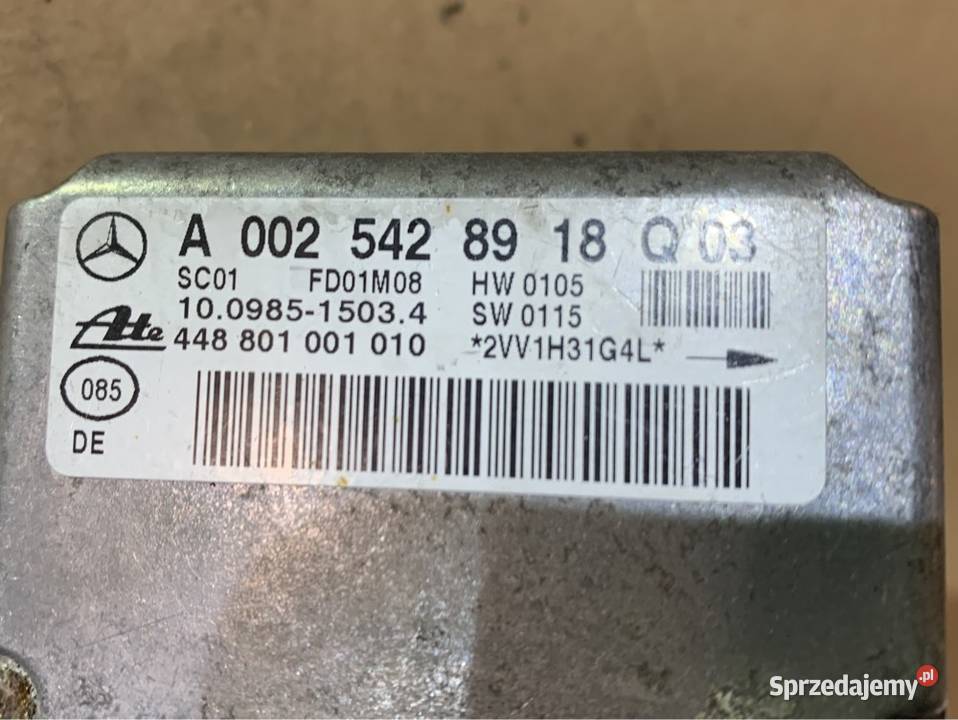 A 002 542 89 18 Q 03
SC01 FD01M08 HW 0105
10.0985-1503.4 SW 0115
Ate 448 801 001 010 *2VV1H31G4L*
085
DE
Sprzedajemy.pl